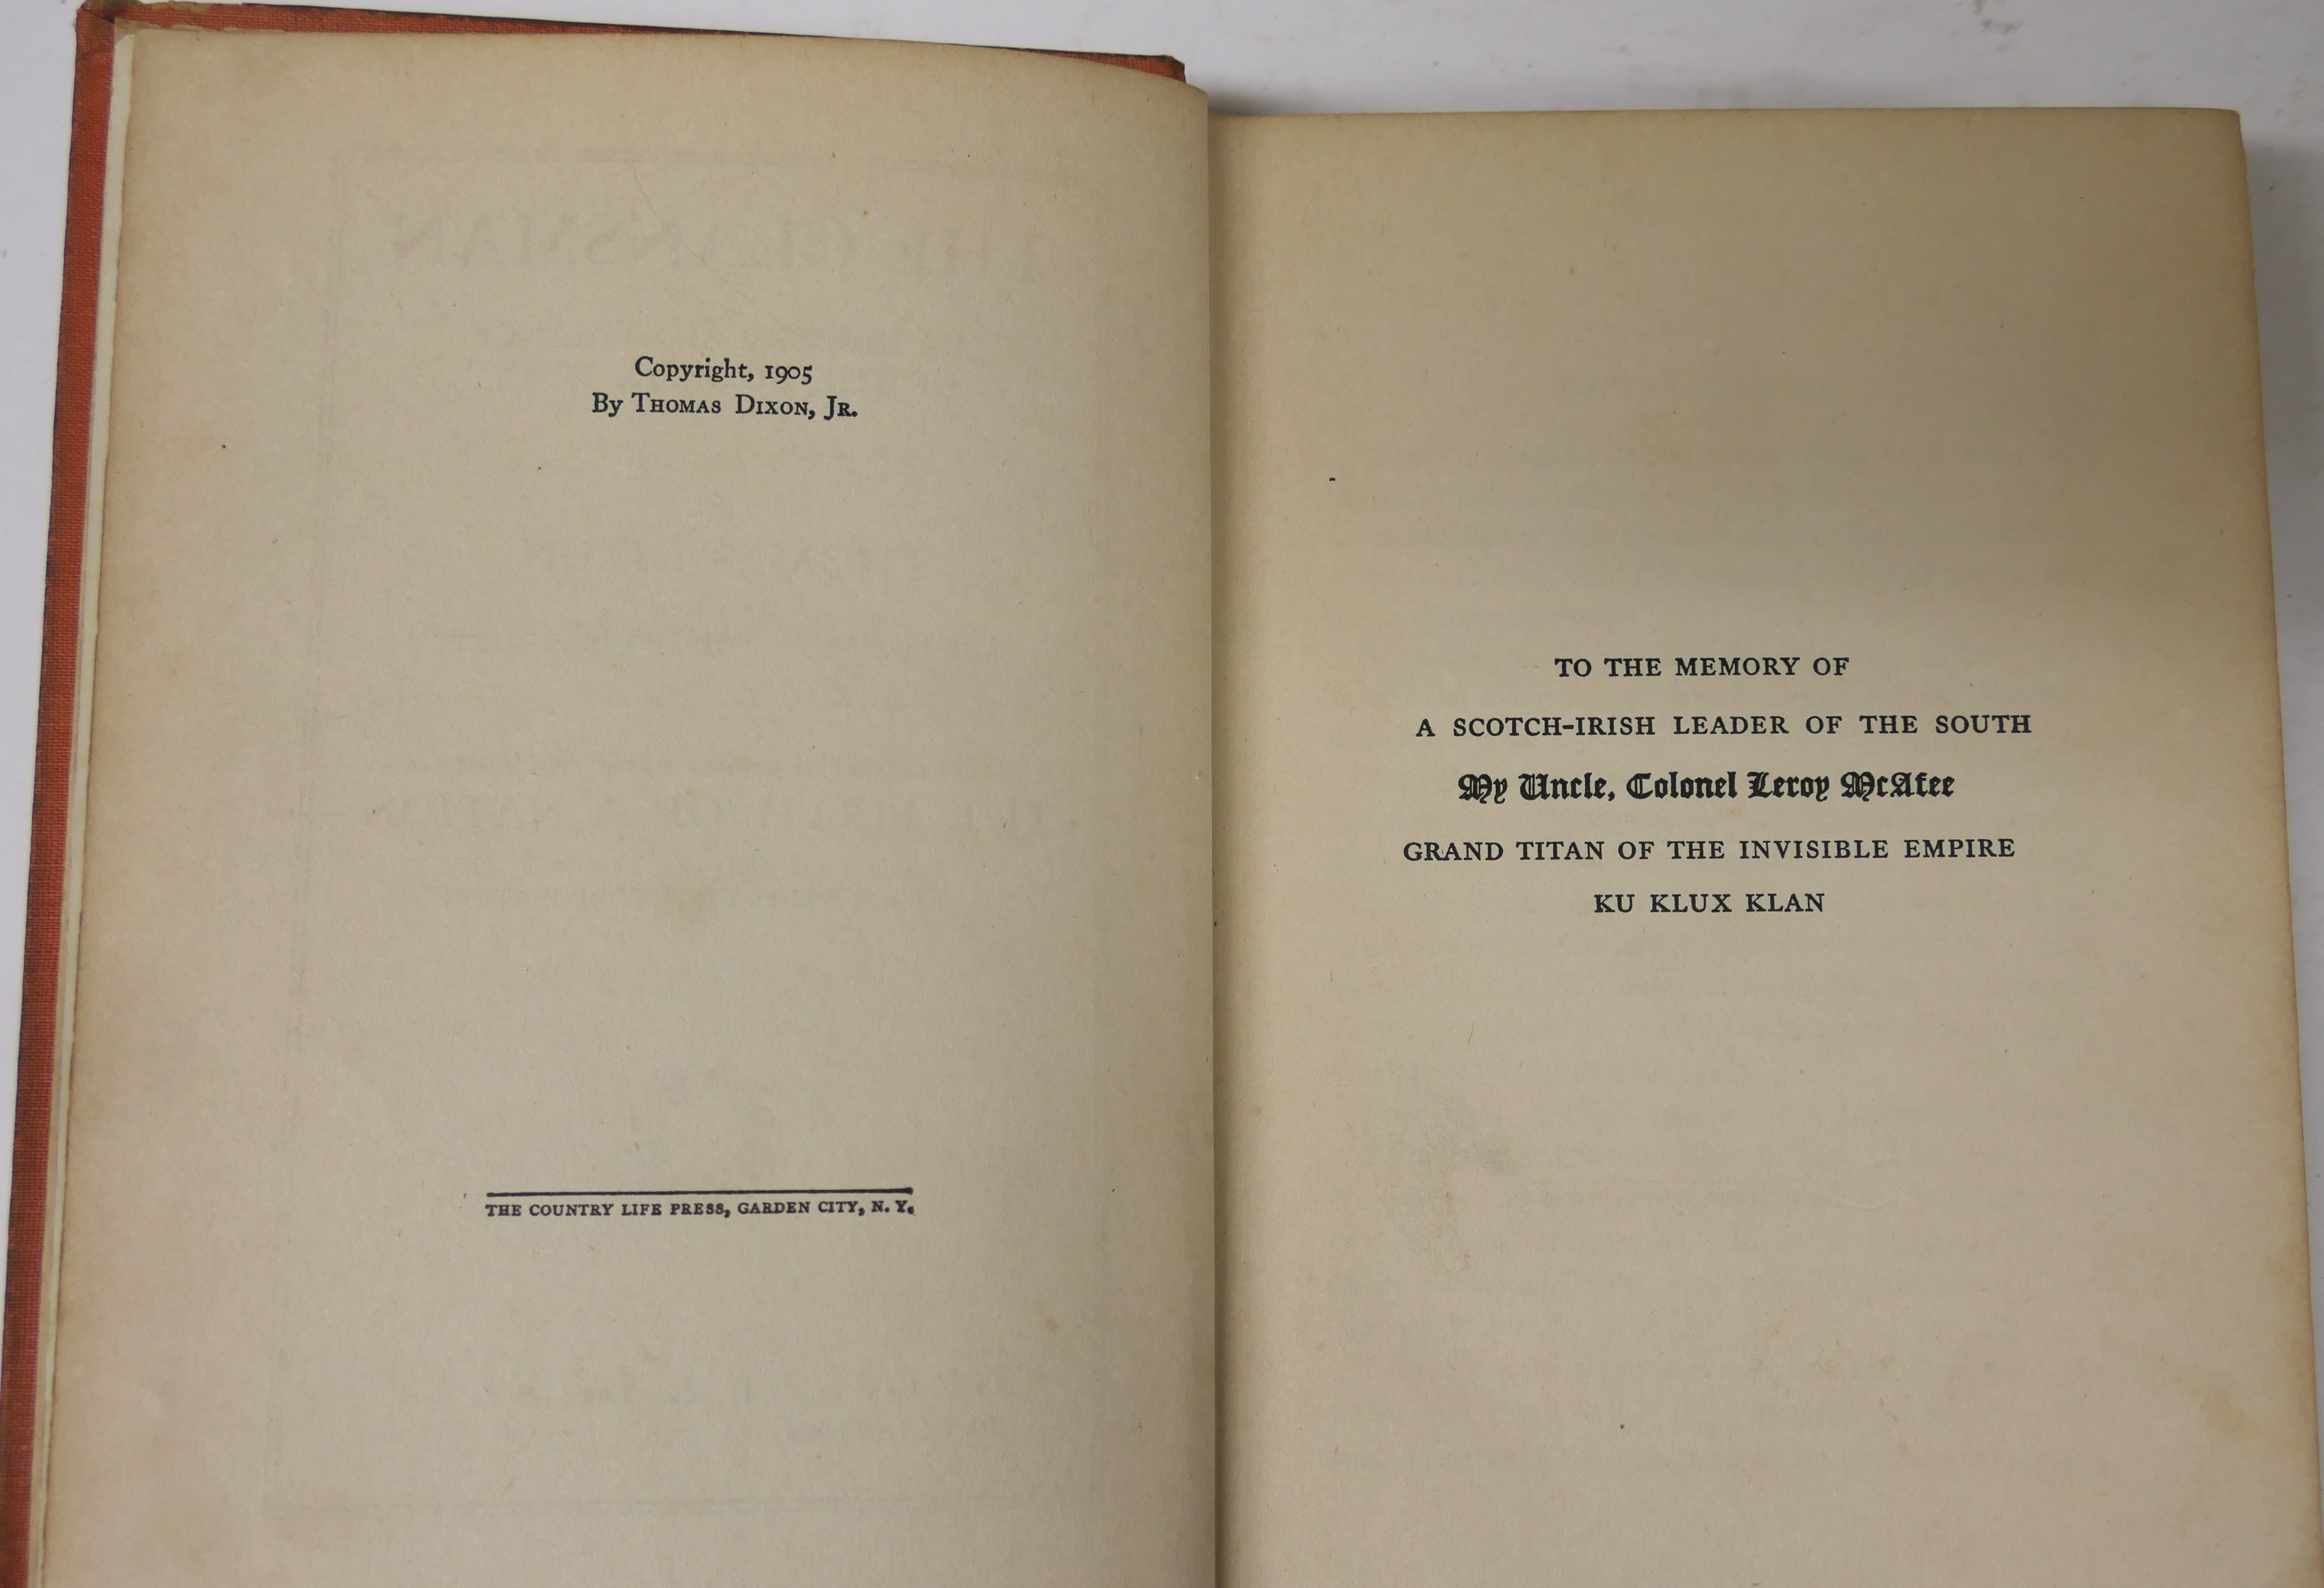 Copyright, 1905
By THOMAS DIXON, JR.
THE COUNTRY LIFE PRESS, GARDEN CITY, N. Y.
TO THE MEMORY OF
A SCOTCH-IRISH LEADER OF THE SOUTH
My Uncle, Colonel Leroy McAfee
GRAND TITAN OF THE INVISIBLE EMPIRE
KU KLUX KLAN